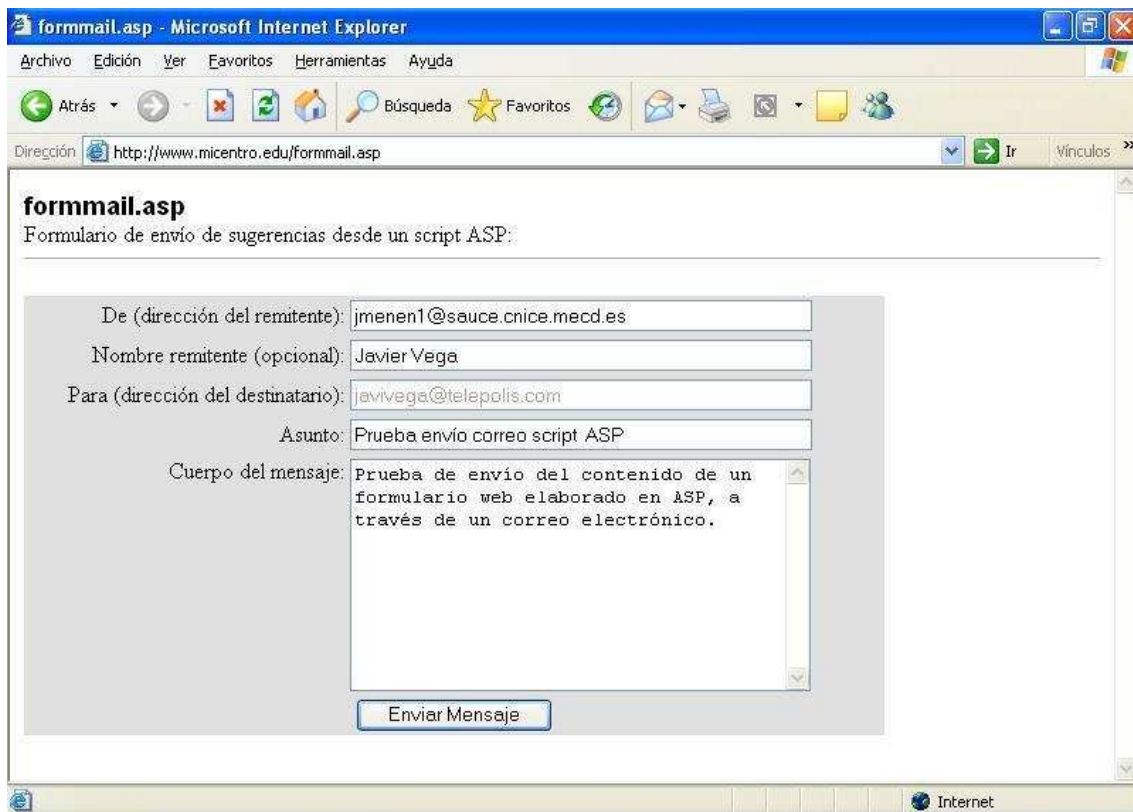 formmail.asp - Microsoft Internet Explorer
Archivo Edición Ver Favoritos Herramientas Ayuda
Atrás Búsqueda Favoritos
Dirección http://www.micentro.edu/formmail.asp Ir Vínculos »
formmail.asp
Formulario de envío de sugerencias desde un script ASP:
De (dirección del remitente): jmenen1@sauce.cnice.mecd.es
Nombre remitente (opcional): Javier Vega
Para (dirección del destinatario): javivega@telepolis.com
Asunto: Prueba envío correo script ASP
Cuerpo del mensaje: Prueba de envío del contenido de un
formulario web elaborado en ASP, a
través de un correo electrónico.
Enviar Mensaje
Internet